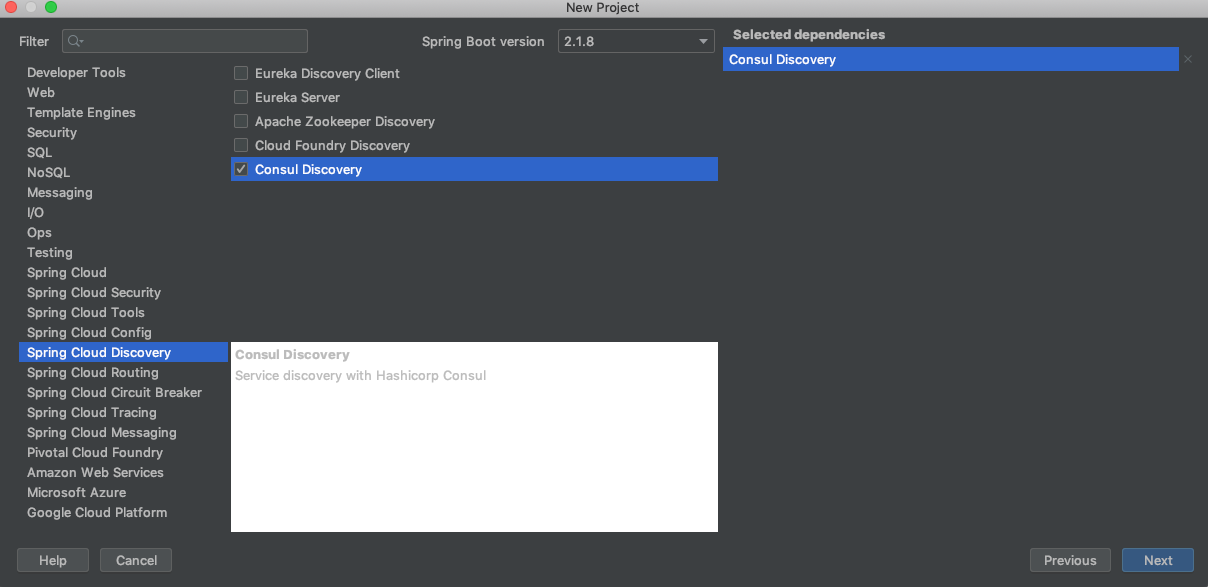 New Project
Filter
Spring Boot version
2.1.8
Selected dependencies
Developer Tools
Web
Template Engines
Security
SQL
NoSQL
Messaging
I/O
Ops
Testing
Spring Cloud
Spring Cloud Security
Spring Cloud Tools
Spring Cloud Config
Spring Cloud Discovery
Spring Cloud Routing
Spring Cloud Circuit Breaker
Spring Cloud Tracing
Spring Cloud Messaging
Pivotal Cloud Foundry
Amazon Web Services
Microsoft Azure
Google Cloud Platform
Eureka Discovery Client
Eureka Server
Apache Zookeeper Discovery
Cloud Foundry Discovery
Consul Discovery
Consul Discovery
Service discovery with Hashicorp Consul
Consul Discovery
Help
Cancel
Previous
Next